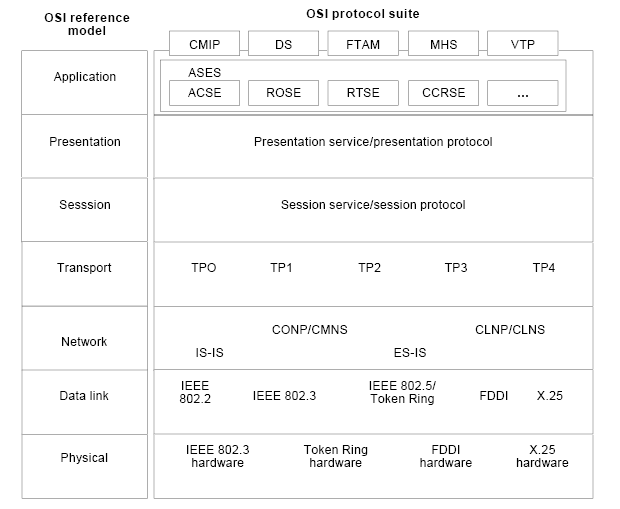 OSI reference
model
OSI protocol suite
CMIP DS FTAM MHS VTP
Application
ASES
ACSE ROSE RTSE CCRSE ...
Presentation
Presentation service/presentation protocol
Sesssion
Session service/session protocol
Transport
TPO TP1 TP2 TP3 TP4
Network
CONP/CMNS CLNP/CLNS
IS-IS ES-IS
Data link
IEEE
802.2
IEEE 802.3
IEEE 802.5/
Token Ring
FDDI
X.25
Physical
IEEE 802.3
hardware
Token Ring
hardware
FDDI
hardware
X.25
hardware